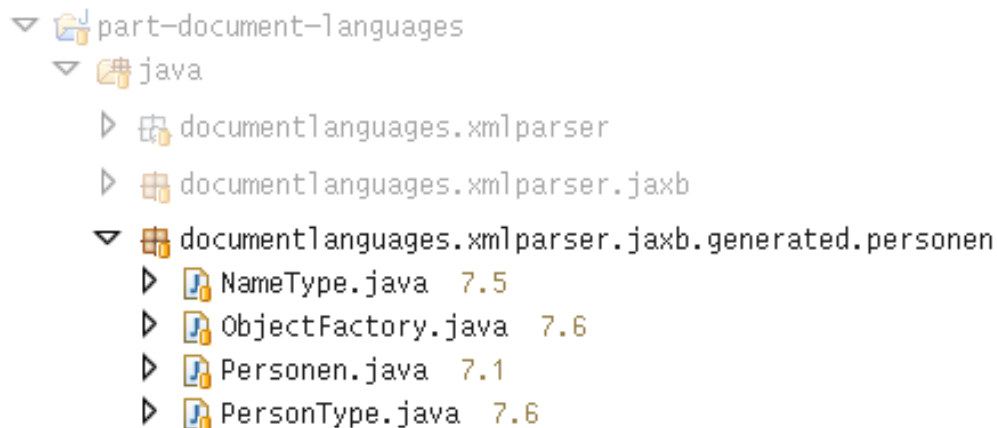 part-document-languages
java
documentlanguages.xmlparser
documentlanguages.xmlparser.jaxb
documentlanguages.xmlparser.jaxb.generated.personen
NameType.java 7.5
ObjectFactory.java 7.6
Personen.java 7.1
PersonType.java 7.6